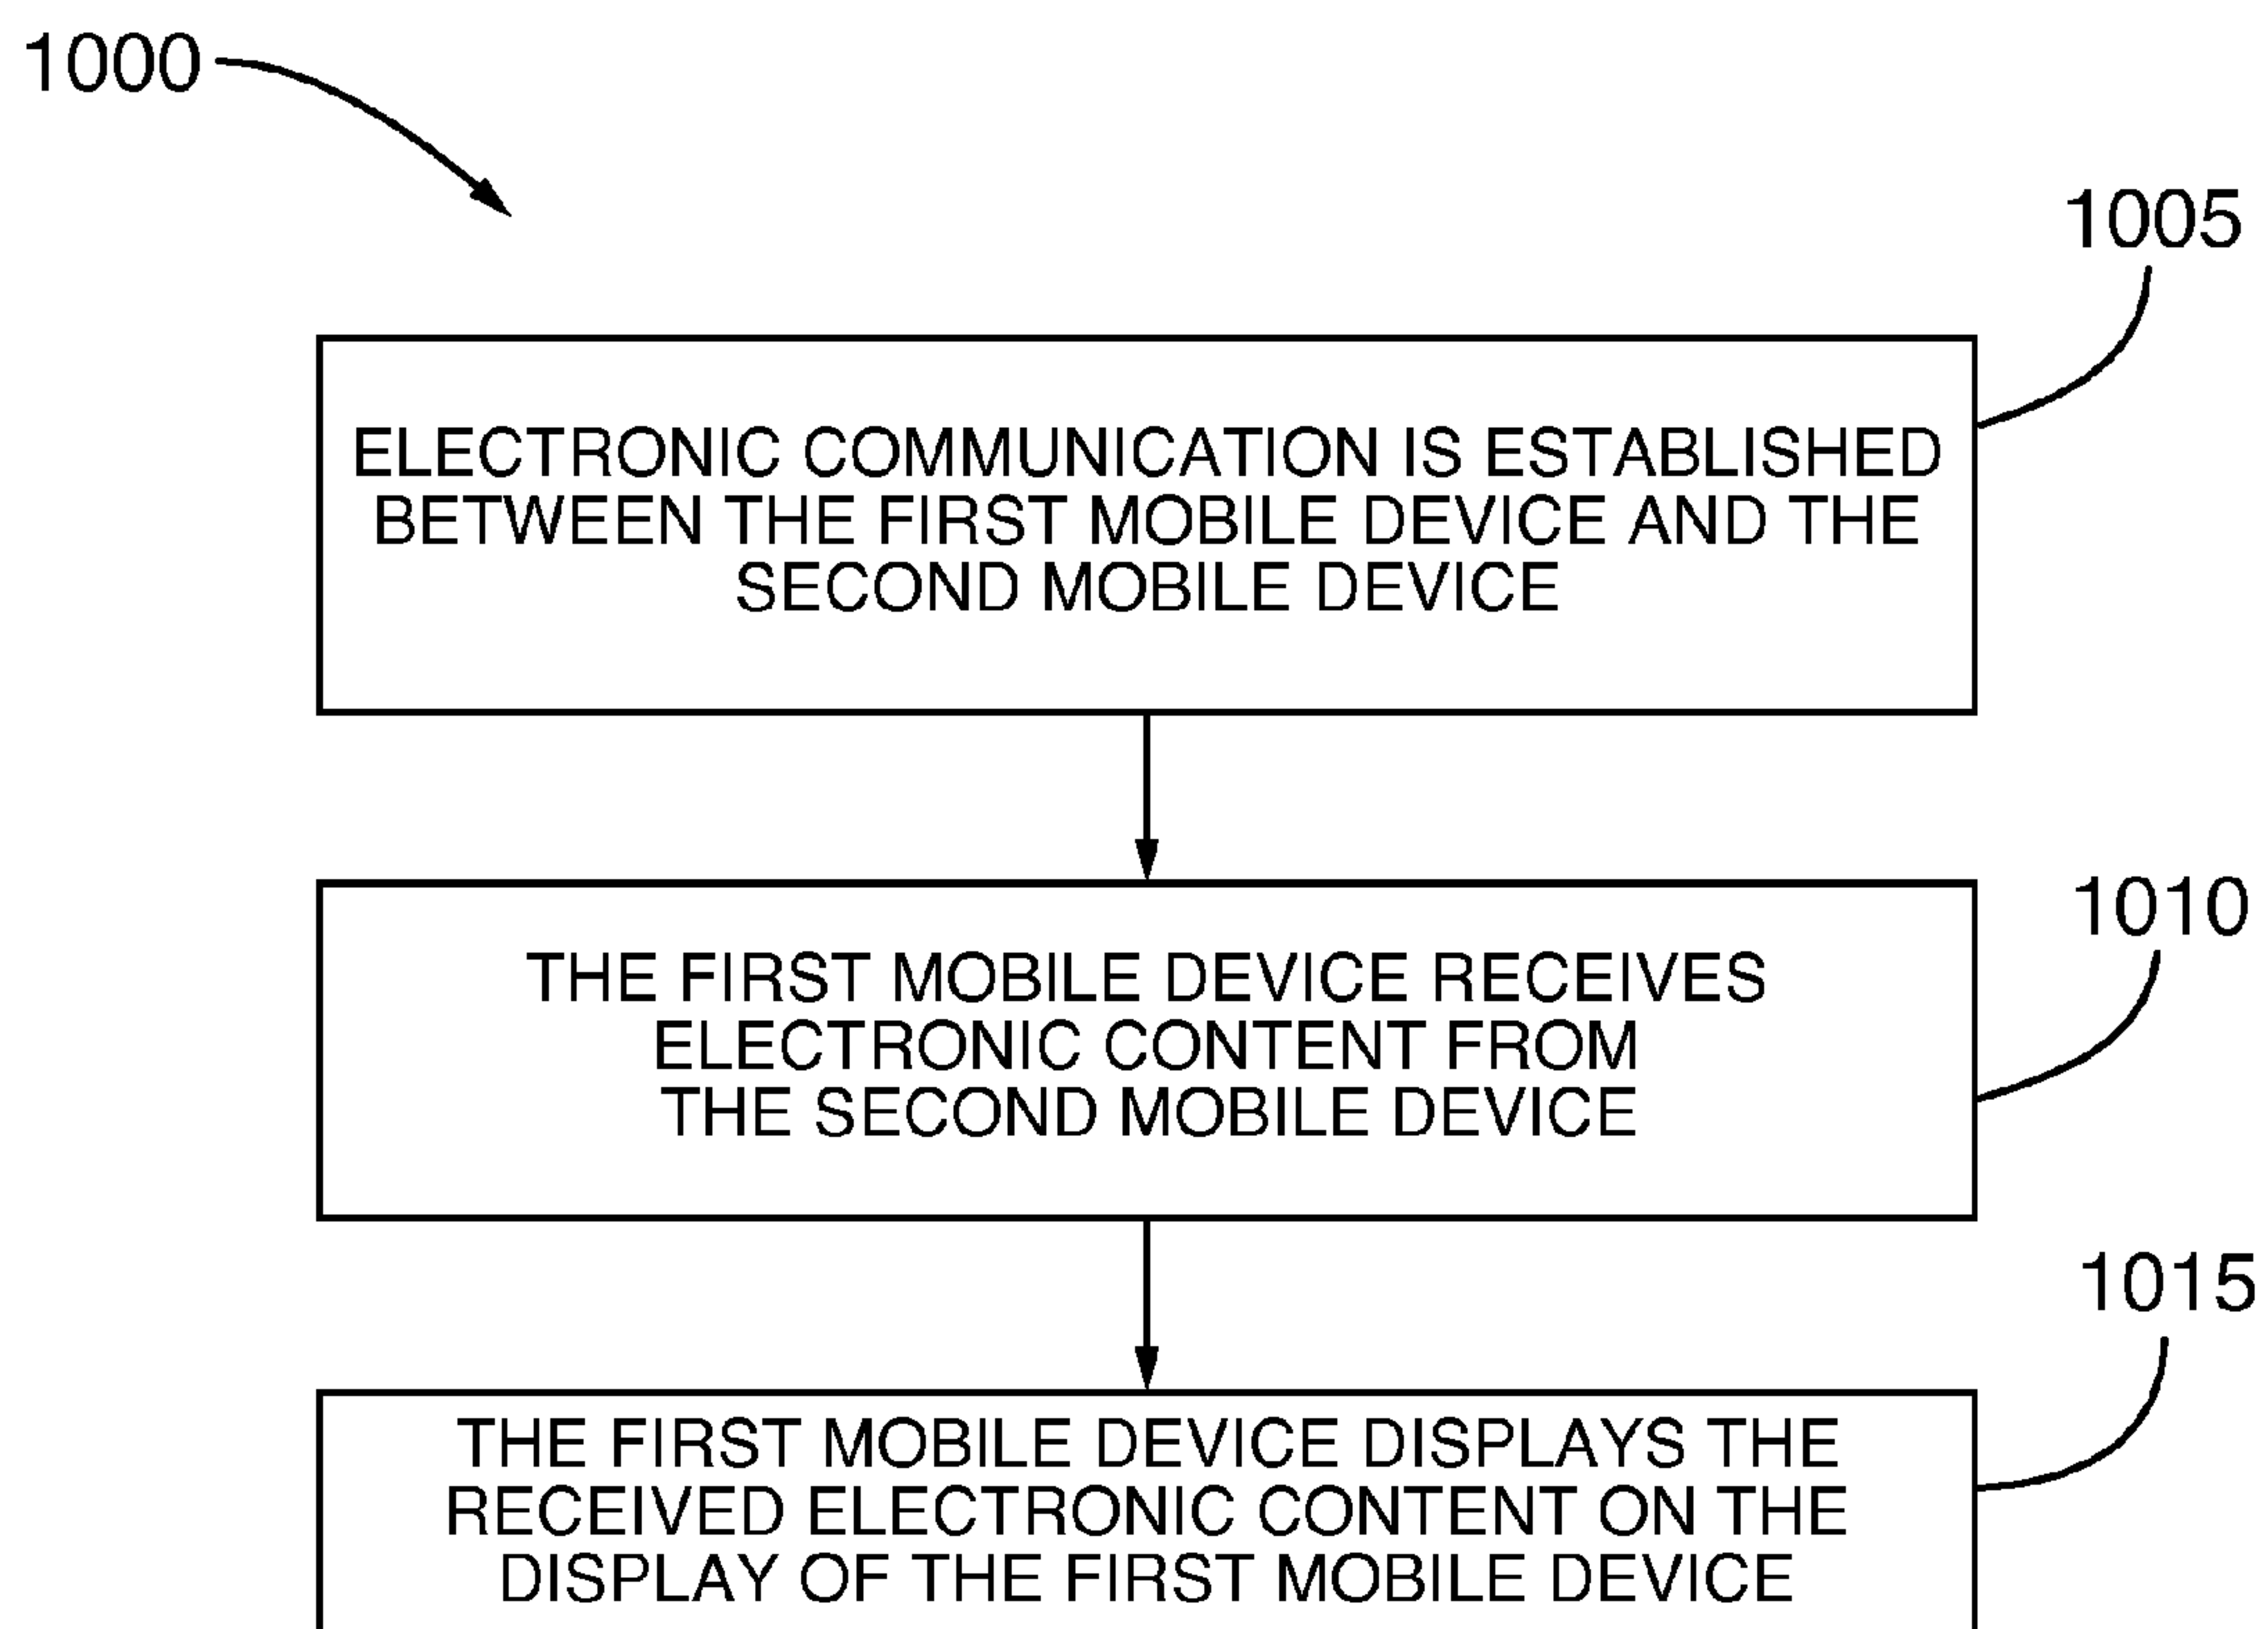 1000
1005
ELECTRONIC COMMUNICATION IS ESTABLISHED
BETWEEN THE FIRST MOBILE DEVICE AND THE
SECOND MOBILE DEVICE
1010
THE FIRST MOBILE DEVICE RECEIVES
ELECTRONIC CONTENT FROM
THE SECOND MOBILE DEVICE
1015
THE FIRST MOBILE DEVICE DISPLAYS THE
RECEIVED ELECTRONIC CONTENT ON THE
DISPLAY OF THE FIRST MOBILE DEVICE